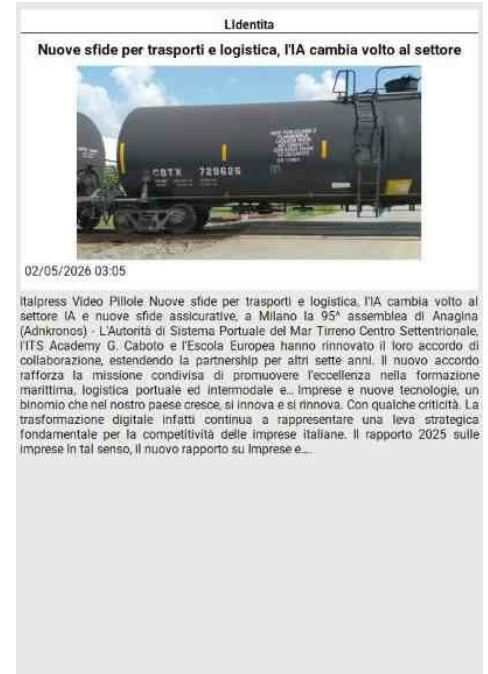 LIdentita
Nuove sfide per trasporti e logistica, l'IA cambia volto al settore
CBTX 729626
02/05/2026 03:05
Italpress Video Pillole Nuove sfide per trasporti e logistica, l'IA cambia volto al
settore IA e nuove sfide assicurative, a Milano la 95^ assemblea di Anagina
(Adnkronos) - L'Autorità di Sistema Portuale del Mar Tirreno Centro Settentrionale,
l'ITS Academy G. Caboto e l'Escola Europea hanno rinnovato il loro accordo di
collaborazione, estendendo la partnership per altri sette anni. Il nuovo accordo
rafforza la missione condivisa di promuovere l'eccellenza nella formazione
marittima, logistica portuale ed intermodale e... Imprese e nuove tecnologie, un
binomio che nel nostro paese cresce, si innova e si rinnova. Con qualche criticità. La
trasformazione digitale infatti continua a rappresentare una leva strategica
fondamentale per la competitività delle imprese italiane. Il rapporto 2025 sulle
imprese In tal senso, il nuovo rapporto su Imprese e....